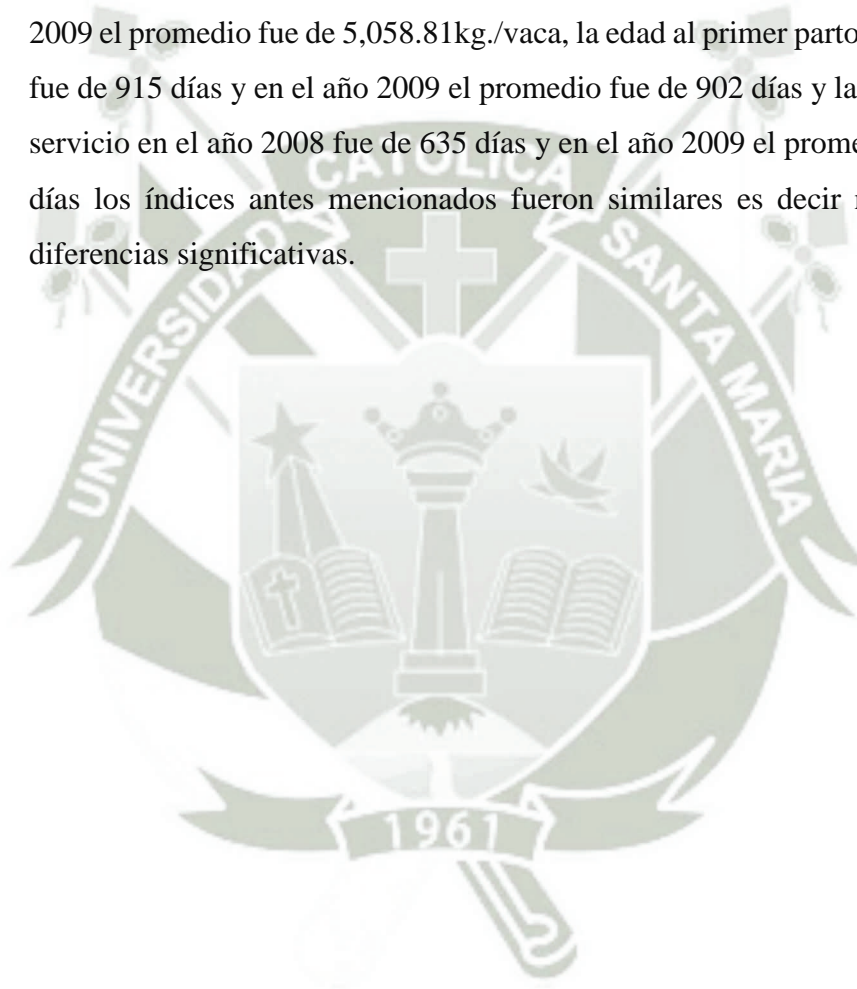 2009 el promedio fue de 5,058.81kg./vaca, la edad al primer parto
fue de 915 días y en el año 2009 el promedio fue de 902 días y la
servicio en el año 2008 fue de 635 días y en el año 2009 el
días los índices antes mencionados fueron similares es decir
diferencias significativas.
UNIVERSIDAD CATOLICA SANTA MARIA
1961